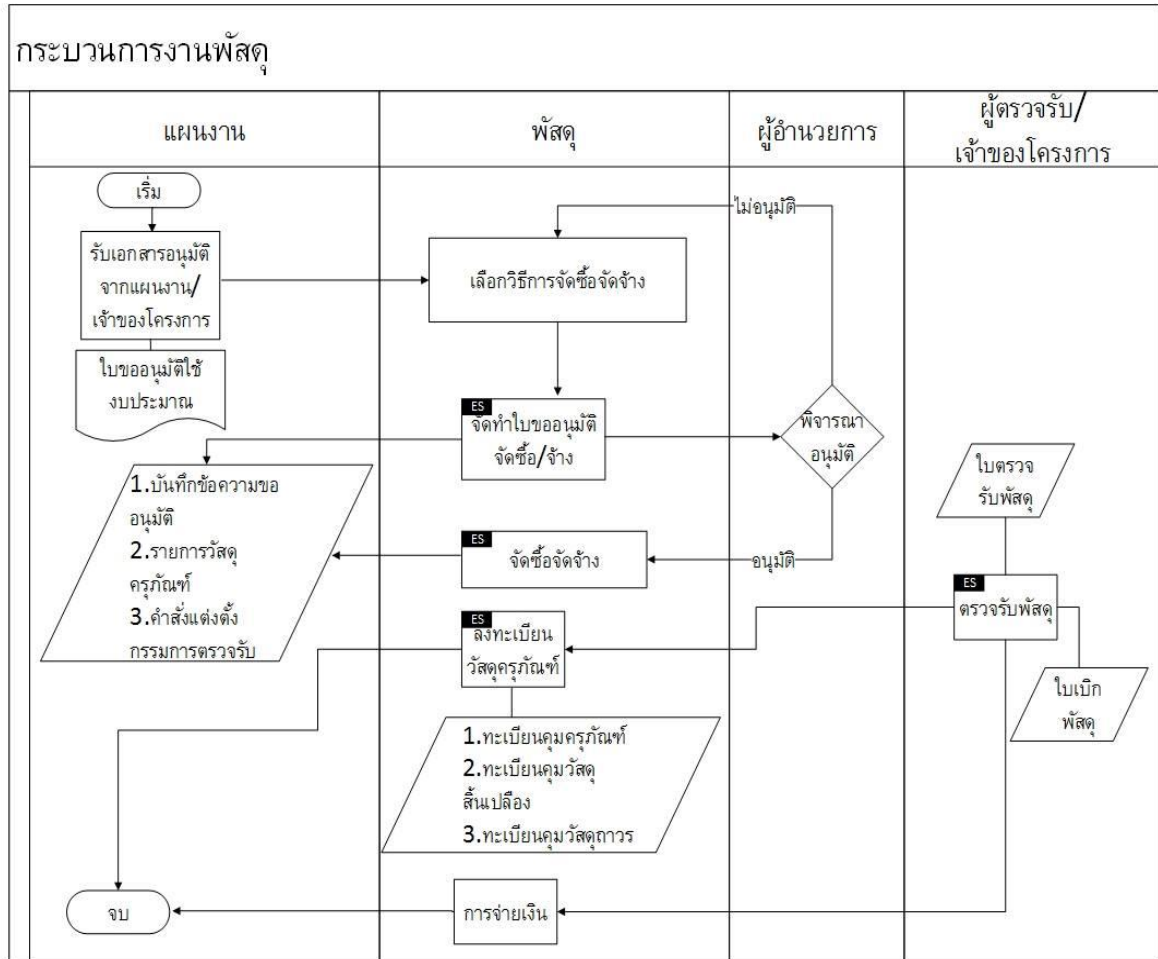 กระบวนการงานพัสดุ
แผนงาน
พัสดุ
ผู้อำนวยการ
ผู้ตรวจรับ/
เจ้าของโครงการ
เริ่ม
รับเอกสารอนุมัติ
จากแผนงาน/
เจ้าของโครงการ
ใบขออนุมัติใช้
งบประมาณ
เลือกวิธีการจัดซื้อจัดจ้าง
ไม่อนุมัติ
ES
จัดทำใบขออนุมัติ
จัดซื้อ/จ้าง
พิจารณา
อนุมัติ
1.บันทึกข้อความขอ
อนุมัติ
2.รายการวัสดุ
ครุภัณฑ์
3.คำสั่งแต่งตั้ง
กรรมการตรวจรับ
ES
จัดซื้อจัดจ้าง
อนุมัติ
ใบตรวจ
รับพัสดุ
ES
ตรวจรับพัสดุ
ใบเบิก
พัสดุ
ES
ลงทะเบียน
วัสดุครุภัณฑ์
1.ทะเบียนคุมครุภัณฑ์
2.ทะเบียนคุมวัสดุ
สิ้นเปลือง
3.ทะเบียนคุมวัสดุถาวร
การจ่ายเงิน
จบ